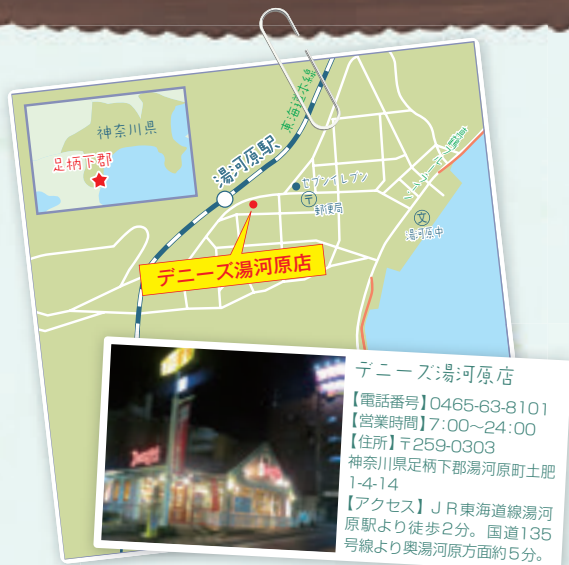 神奈川県
足柄下郡
東海道本線
湯河原駅
セブンイレブン
〒
郵便局
文
湯河原中
デニーズ湯河原店
デニーズ湯河原店
【電話番号】0465-63-8101
【営業時間】7:00〜24:00
【住所】〒259-0303
神奈川県足柄下郡湯河原町土肥
1-4-14
【アクセス】ＪＲ東海道線湯河
原駅より徒歩2分。国道135
号線より奥湯河原方面約5分。